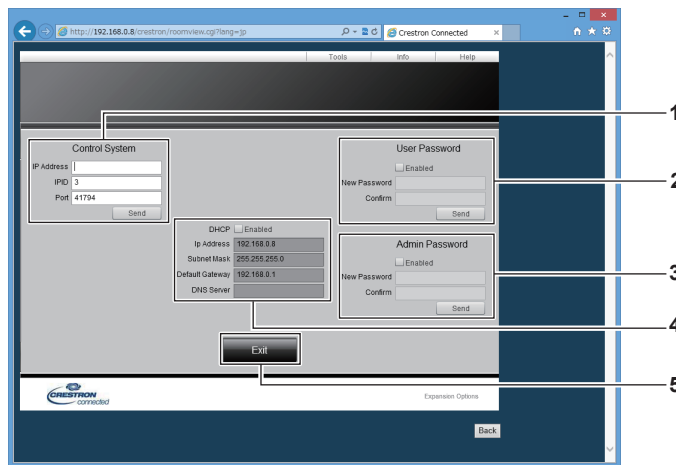 http://192.168.0.8/crestron/roomview.cgi?lang=jp
Crestron Connected
Tools Info Help
1
Control System
IP Address
IPID 3
Port 41794
Send
User Password
Enabled
New Password
Confirm
Send
2
DHCP Enabled
Ip Address 192.168.0.8
Subnet Mask 255.255.255.0
Default Gateway 192.168.0.1
DNS Server
Admin Password
Enabled
New Password
Confirm
Send
3
4
Exit
5
CRESTRON
connected
Expansion Options
Back